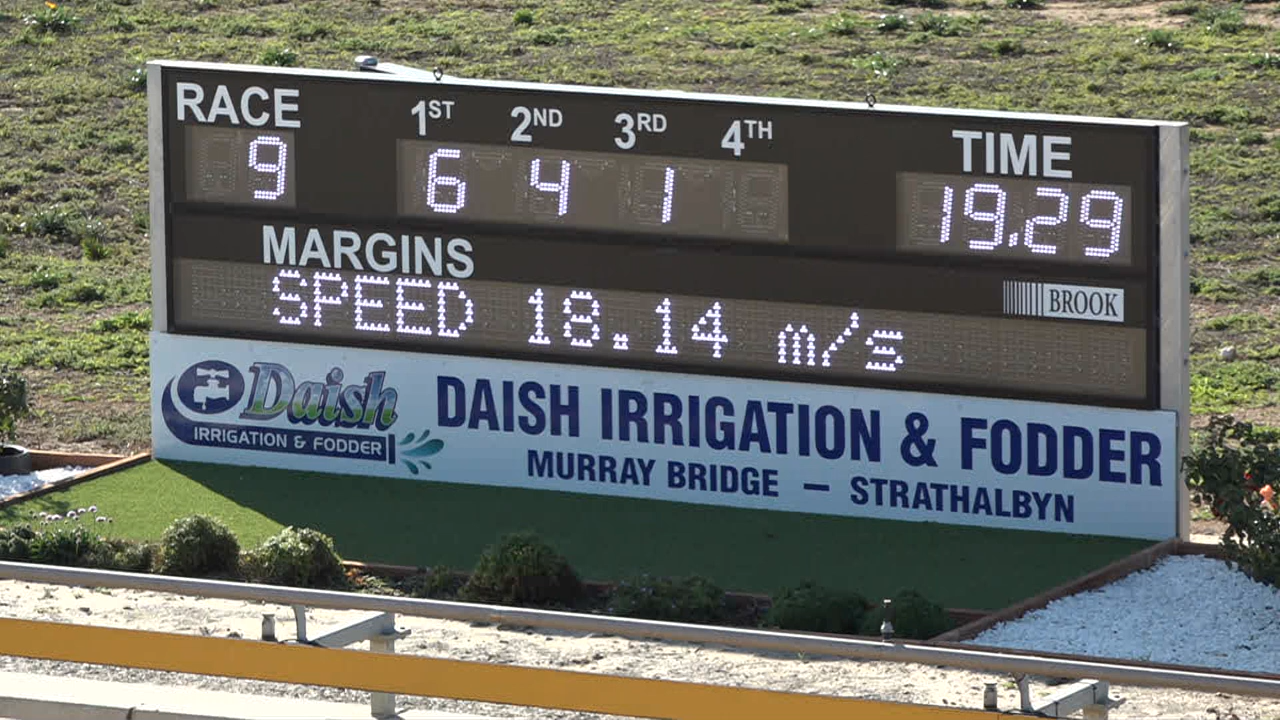 RACE 1ST 2ND 3RD 4TH TIME
9 6 4 1 19.29
MARGINS
BROOK
SPEED 18.14 m/s
Daish
IRRIGATION & FODDER
DAISH IRRIGATION & FODDER
MURRAY BRIDGE – STRATHALBYN